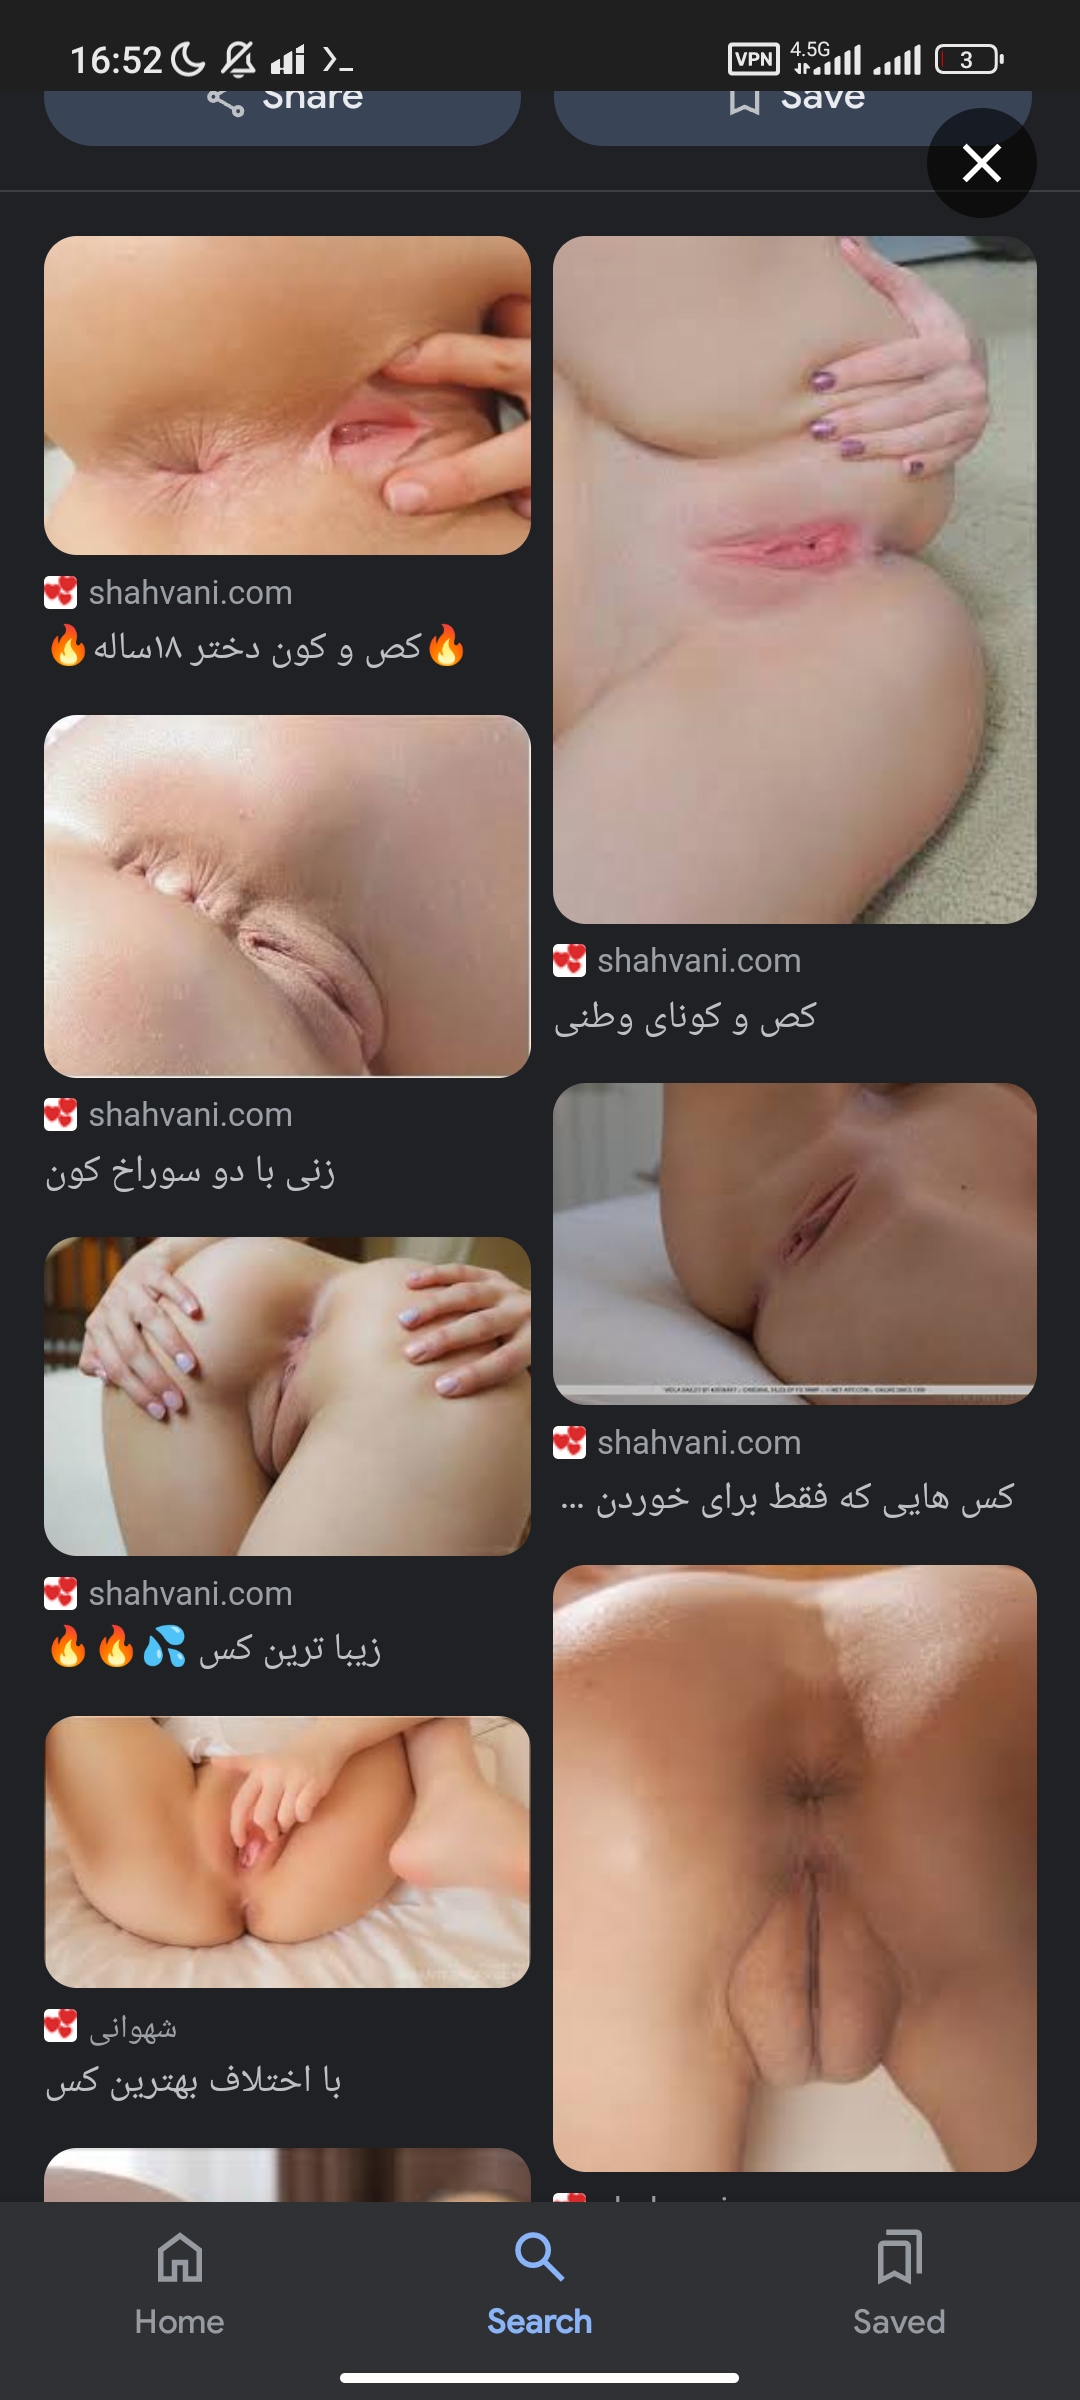 16:52
VPN
4.5G
3
Share
Save
shahvani.com
🔥کص و کون دختر ۱۸ساله🔥
shahvani.com
کص و کونای وطنی
shahvani.com
زنی با دو سوراخ کون
shahvani.com
کس هایی که فقط برای خوردن ...
shahvani.com
زیبا ترین کس 💦🔥🔥
شهوانی
با اختلاف بهترین کس
Home
Search
Saved